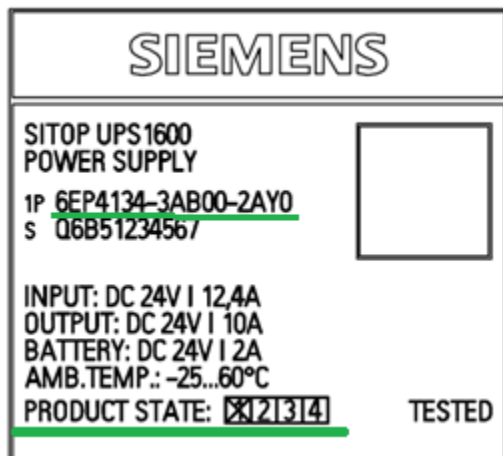 SIEMENS
SITOP UPS1600
POWER SUPPLY
1P 6EP4134-3AB00-2AY0
S Q6B51234567
INPUT: DC 24V I 12,4A
OUTPUT: DC 24V I 10A
BATTERY: DC 24V I 2A
AMB.TEMP.: -25...60°C
PRODUCT STATE: X 2 3 4 TESTED